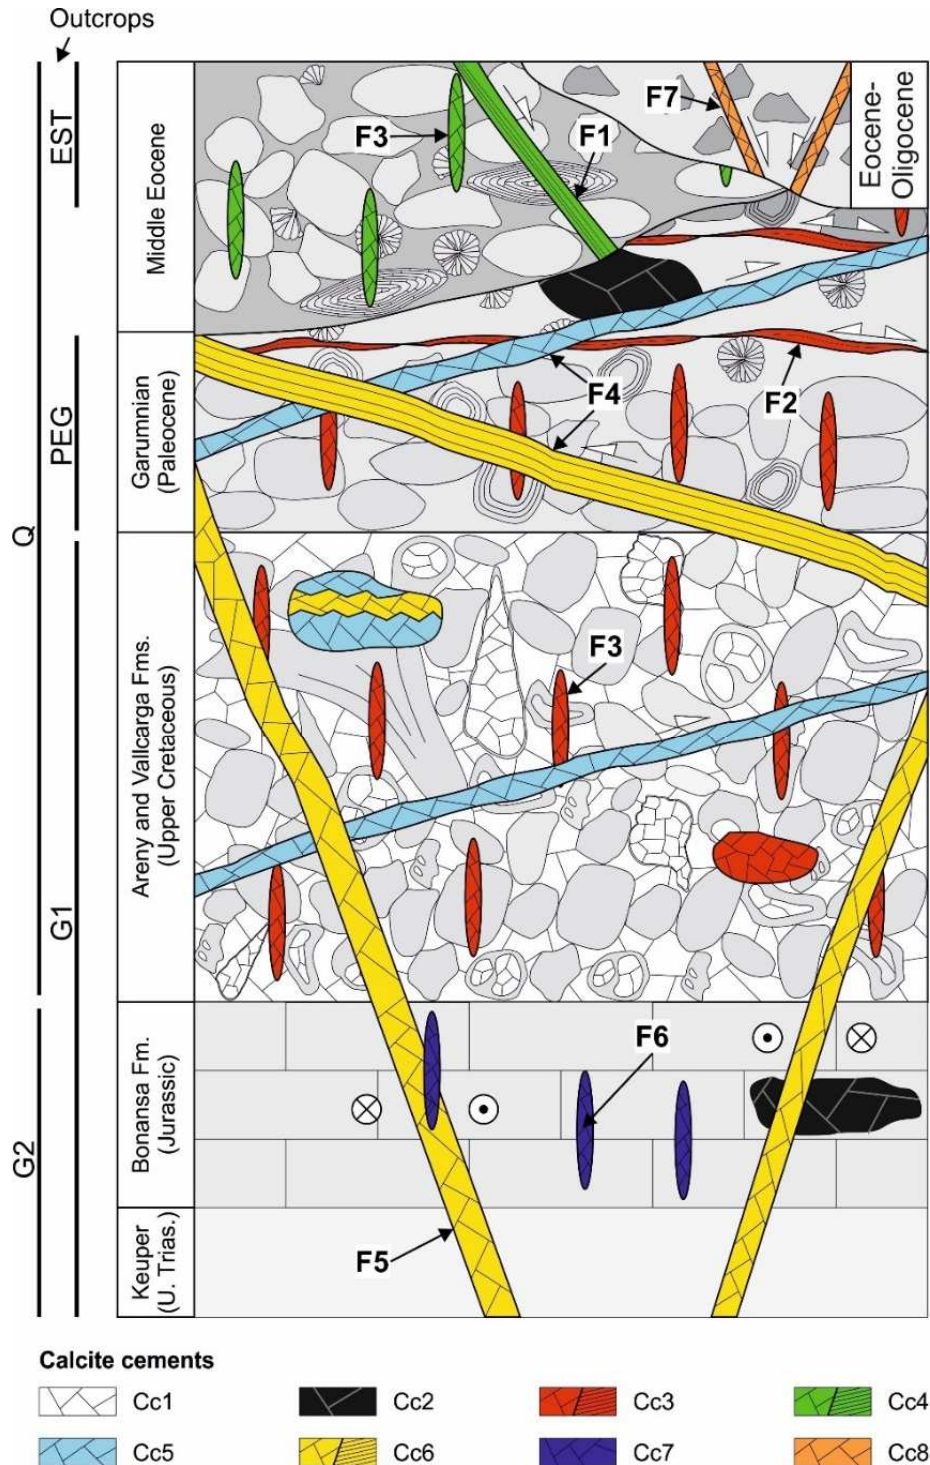 Outcrops
EST
PEG
Q
G1
G2
Middle Eocene
Garumnian
(Paleocene)
Areny and Vallcarga Fms.
(Upper Cretaceous)
Bonansa Fm.
(Jurassic)
Keuper
(U. Trias.)
Eocene-
Oligocene
F7
F3
F1
F4
F2
F3
F6
F5
Calcite cements
Cc1
Cc2
Cc3
Cc4
Cc5
Cc6
Cc7
Cc8